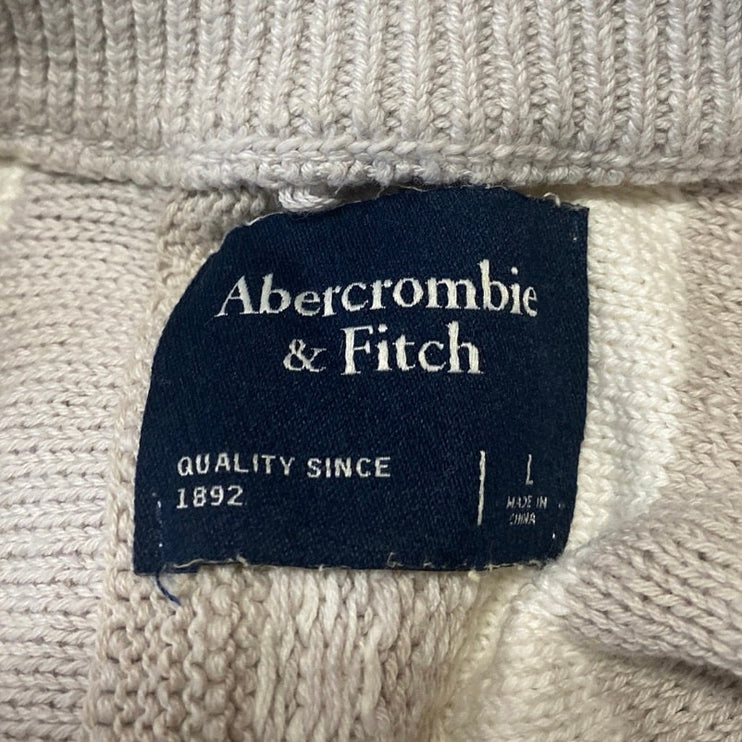 Abercrombie
& Fitch
QUALITY SINCE
1892
L
MADE IN
CHINA